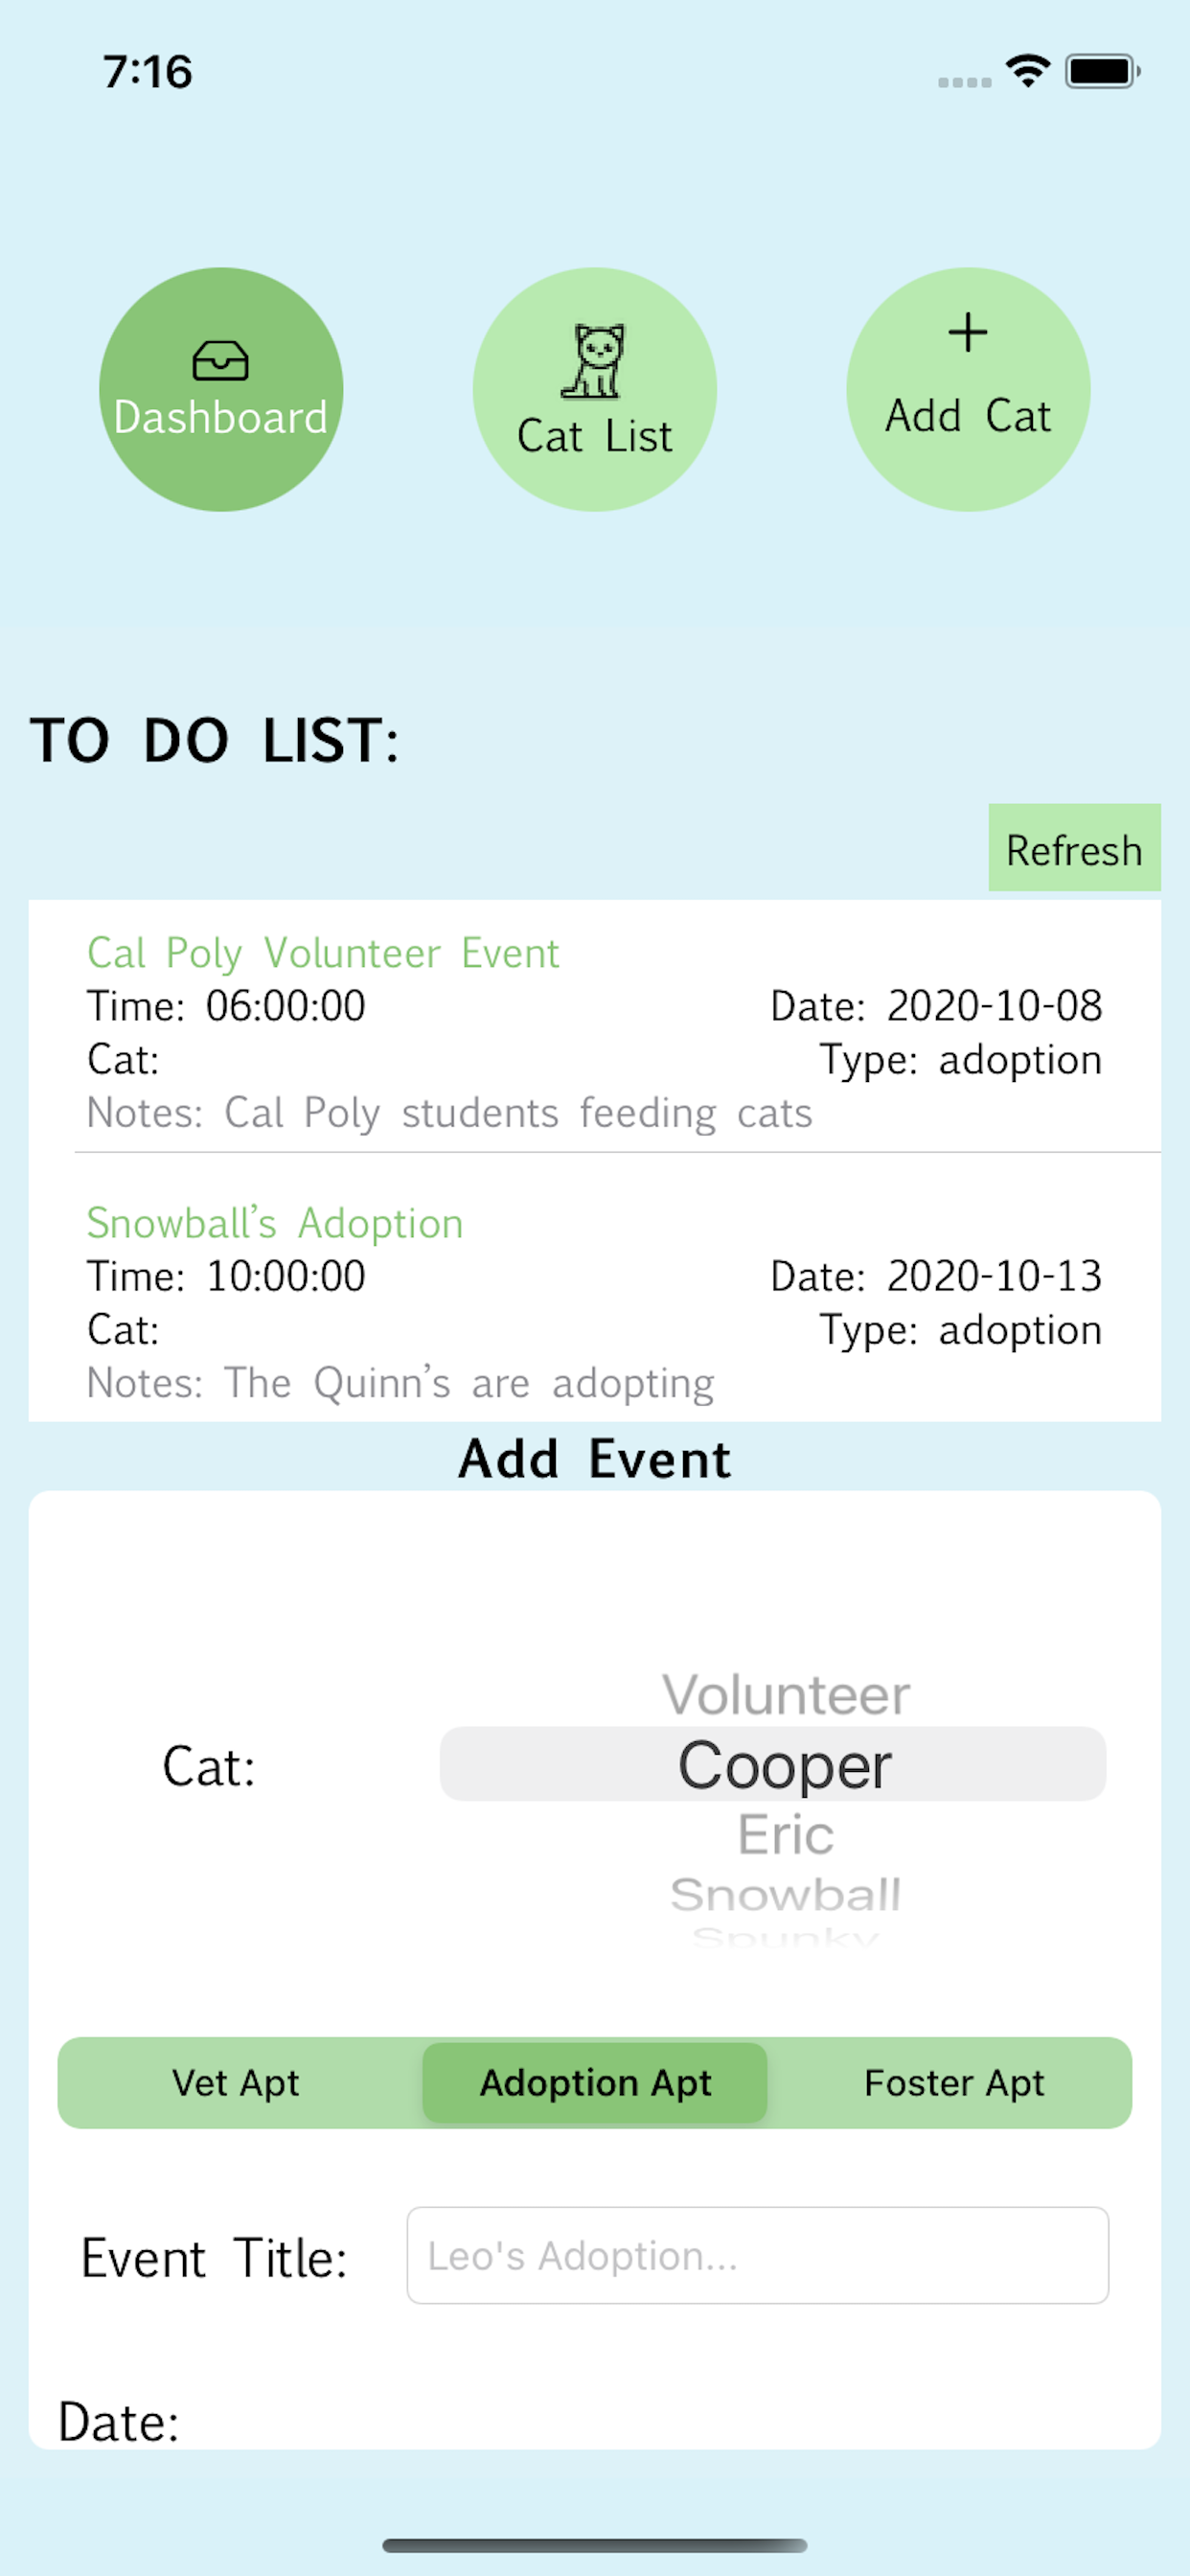 7:16
Dashboard
Cat List
Add Cat
TO DO LIST:
Refresh
Cal Poly Volunteer Event
Time: 06:00:00 Date: 2020-10-08
Cat: Type: adoption
Notes: Cal Poly students feeding cats
Snowball’s Adoption
Time: 10:00:00 Date: 2020-10-13
Cat: Type: adoption
Notes: The Quinn’s are adopting
Add Event
Volunteer
Cat: Cooper
Eric
Snowball
Spunky
Vet Apt Adoption Apt Foster Apt
Event Title: Leo's Adoption...
Date: